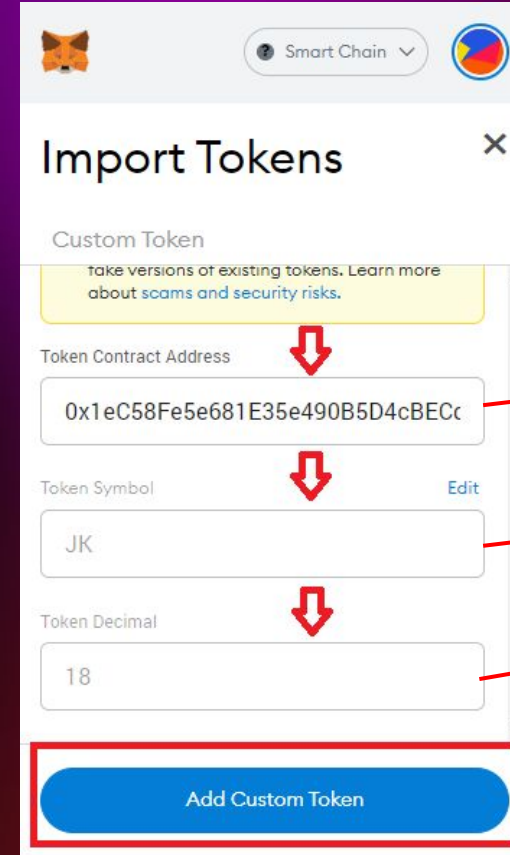 Smart Chain
Import Tokens
Custom Token
fake versions of existing tokens. Learn more
about scams and security risks.
Token Contract Address
0x1eC58Fe5e681E35e490B5D4cBECc
Token Symbol
Edit
JK
Token Decimal
18
Add Custom Token